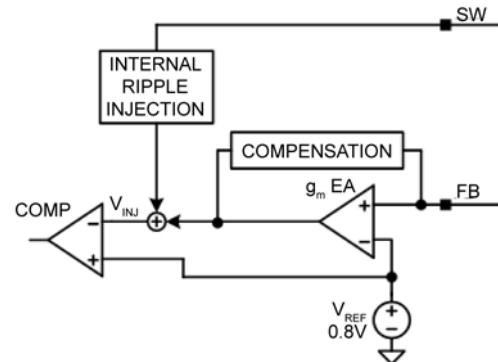 SW
INTERNAL
RIPPLE
INJECTION
COMPENSATION
gm EA
FB
COMP
VINJ
+
+
-
-
+
+
-
VREF
0.8V